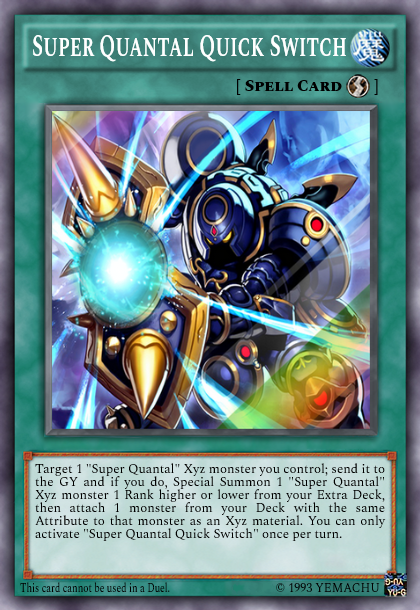 SUPER QUANTAL QUICK SWITCH 魔
[ SPELL CARD ]
Target 1 "Super Quantal" Xyz monster you control; send it to
the GY and if you do, Special Summon 1 "Super Quantal"
Xyz monster 1 Rank higher or lower from your Extra Deck,
then attach 1 monster from your Deck with the same
Attribute to that monster as an Xyz material. You can only
activate "Super Quantal Quick Switch" once per turn.
This card cannot be used in a Duel. © 1993 YEMACHU